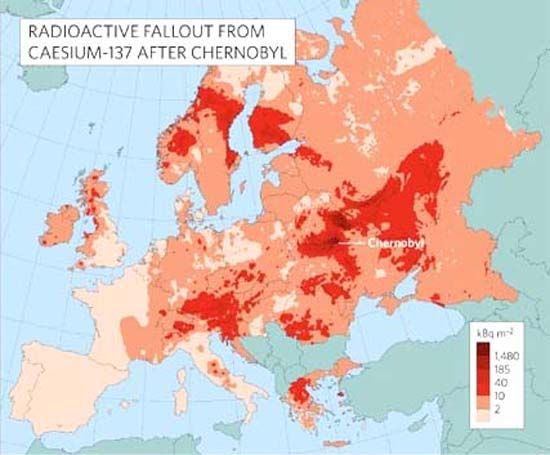 RADIOACTIVE FALLOUT FROM
CAESIUM-137 AFTER CHERNOBYL
Chernobyl
kBq m⁻²
1,480
185
40
10
2